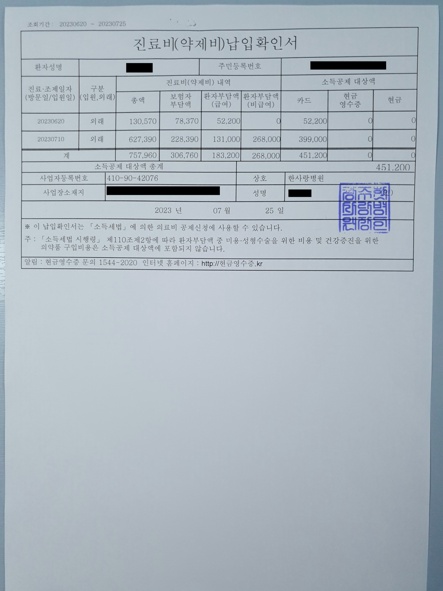 조회기간 : 20230620 ~ 20230725
진료비(약제비)납입확인서
환자성명 주민등록번호
진료·조제일자 (방문일/입원일) 구분 (입원,외래) 진료비(약제비) 내역 소득공제 대상액
총액 보험자 부담액 환자부담액 (급여) 환자부담액 (비급여) 카드 현금 영수증 현금
20230620 외래 130,570 78,370 52,200 0 52,200 0 0
20230710 외래 627,390 228,390 131,000 268,000 399,000 0 0
계 757,960 306,760 183,200 268,000 451,200 0 0
소득공제 대상액 총계 451,200
사업자등록번호 410-90-42076 상호 한사랑병원
사업장소재지 성명
2023 년 07 월 25 일
※ 이 납입확인서는 「소득세법」에 의한 의료비 공제신청에 사용할 수 있습니다.
주 : 「소득세법 시행령」 제110조제2항에 따라 환자부담액 중 미용·성형수술을 위한 비용 및 건강증진을 위한
의약품 구입비용은 소득공제 대상액에 포함되지 않습니다.
알림 : 현금영수증 문의 1544-2020 인터넷 홈페이지 : http://현금영수증.kr